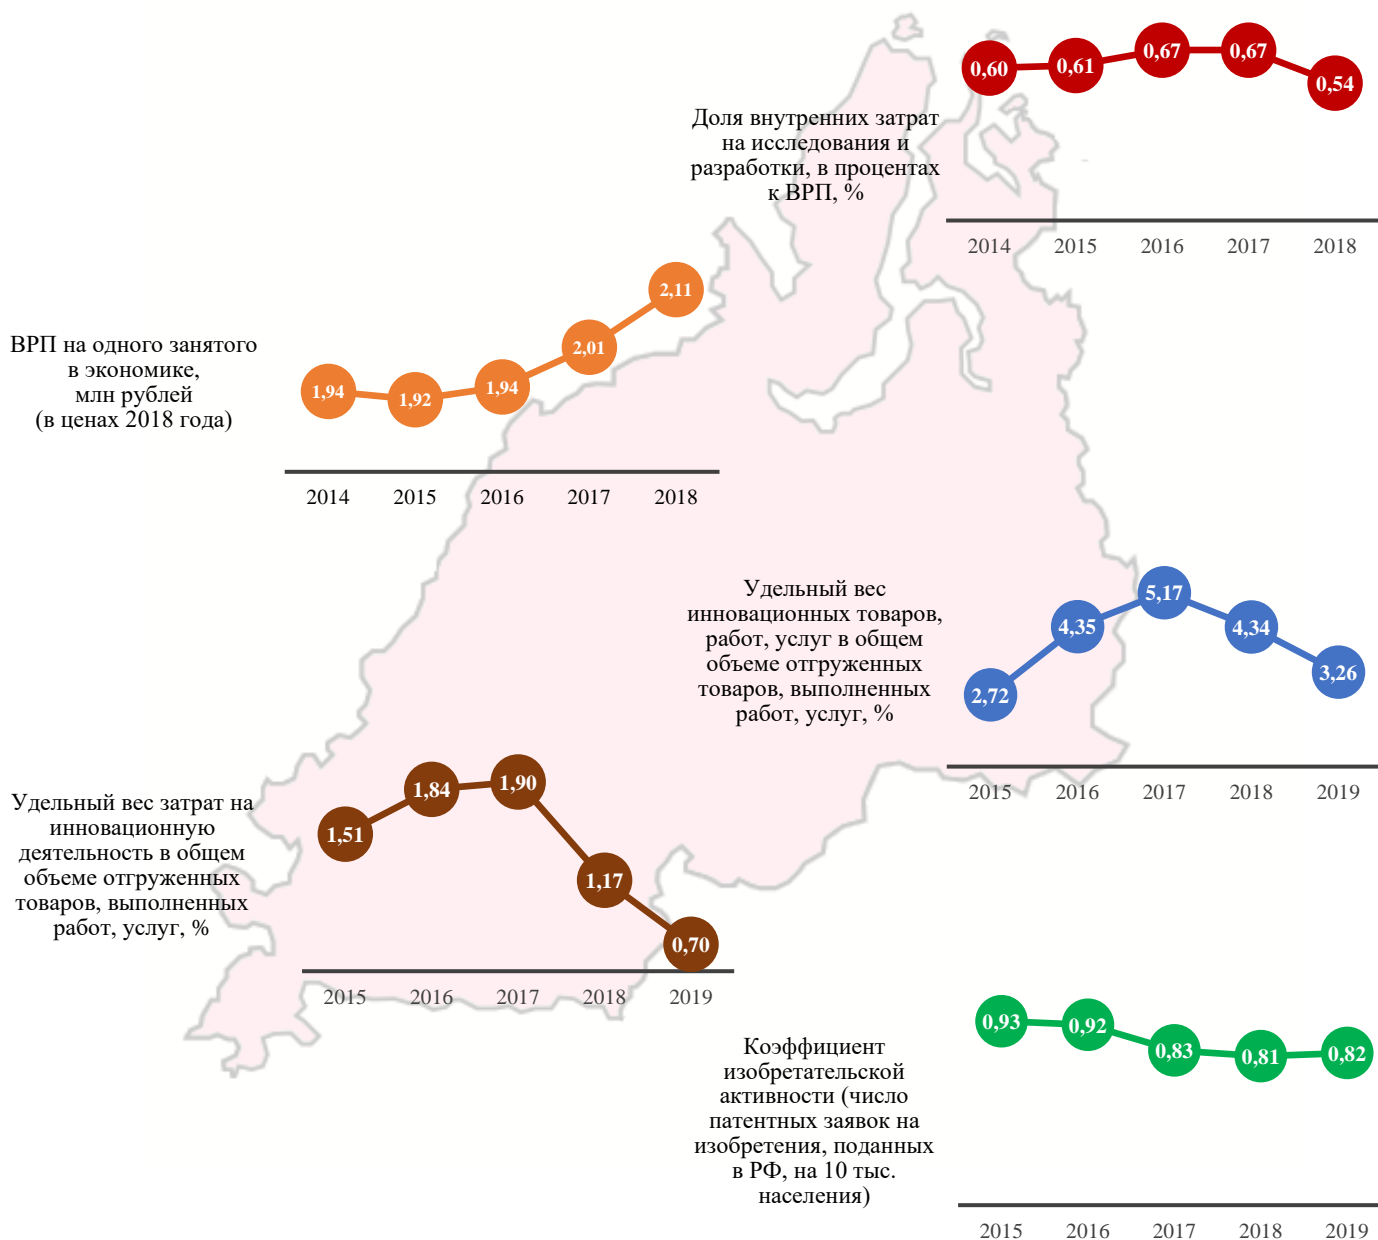 0,60
0,61
0,67
0,67
0,54
Доля внутренних затрат
на исследования и
разработки, в процентах
к ВРП, %
2014 2015 2016 2017 2018
ВРП на одного занятого
в экономике,
млн рублей
(в ценах 2018 года)
1,94
1,92
1,94
2,01
2,11
2014 2015 2016 2017 2018
Удельный вес
инновационных товаров,
работ, услуг в общем
объеме отгруженных
товаров, выполненных
работ, услуг, %
2,72
4,35
5,17
4,34
3,26
2015 2016 2017 2018 2019
Удельный вес затрат на
инновационную
деятельность в общем
объеме отгруженных
товаров, выполненных
работ, услуг, %
1,51
1,84
1,90
1,17
0,70
2015 2016 2017 2018 2019
Коэффициент
изобретательской
активности (число
патентных заявок на
изобретения, поданных
в РФ, на 10 тыс.
населения)
0,93
0,92
0,83
0,81
0,82
2015 2016 2017 2018 2019